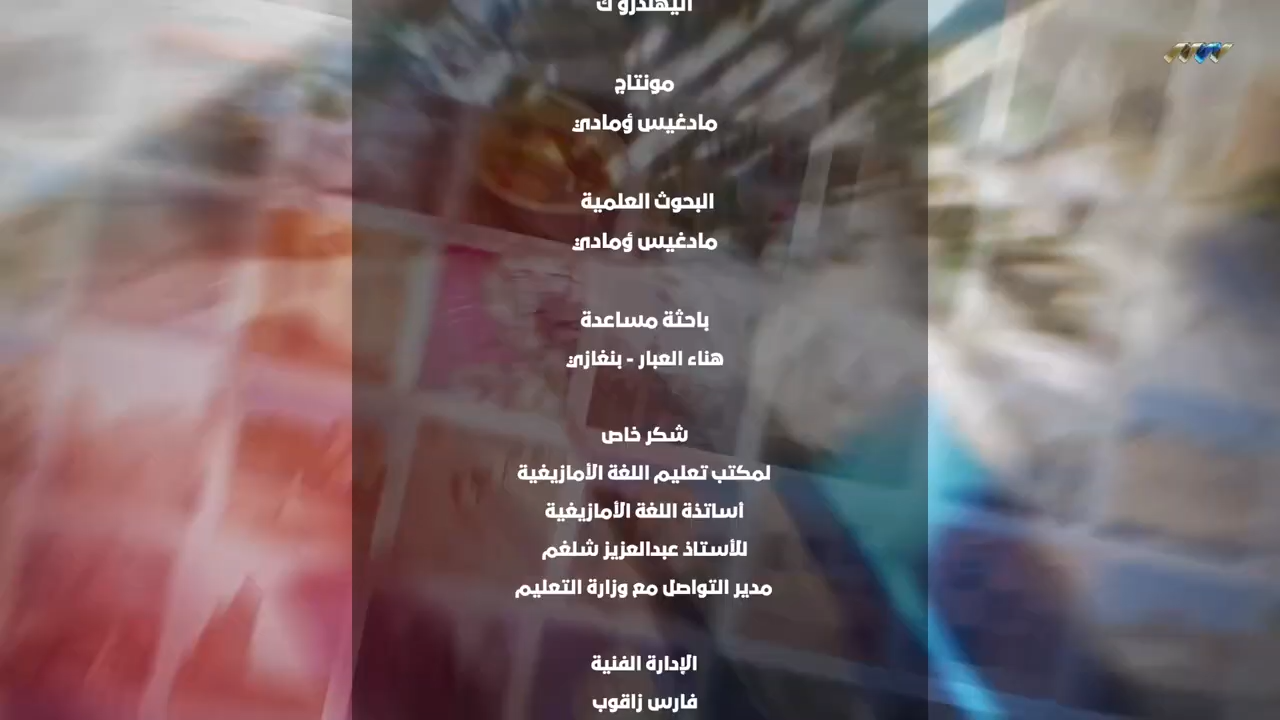 مونتاج
مادغيس ؤمادي
البحوث العلمية
مادغيس ؤمادي
باحثة مساعدة
هناء العبار - بنغازي
شكر خاص
لمكتب تعليم اللغة الأمازيغية
أساتذة اللغة الأمازيغية
للأستاذ عبدالعزيز شلغم
مدير التواصل مع وزارة التعليم
الإدارة الفنية
فارس زاقوب